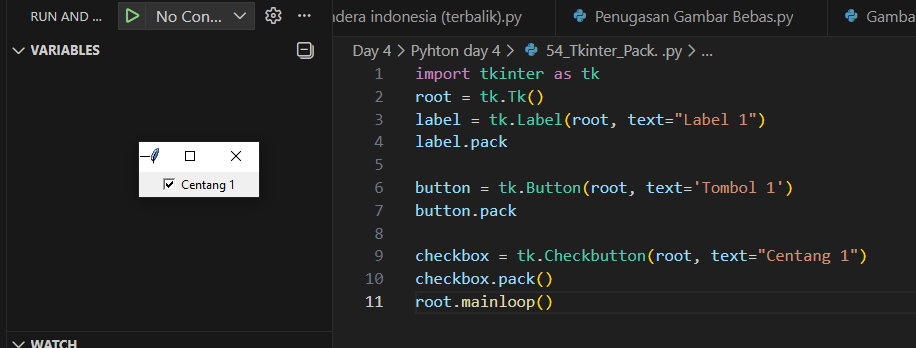 RUN AND ... No Con...
VARIABLES
Centang 1
WATCH
dera indonesia (terbalik).py Penugasan Gambar Bebas.py Gamba
Day 4 > Pyhton day 4 > 54_Tkinter_Pack. .py > ...
1 import tkinter as tk
2 root = tk.Tk()
3 label = tk.Label(root, text="Label 1")
4 label.pack
5
6 button = tk.Button(root, text='Tombol 1')
7 button.pack
8
9 checkbox = tk.Checkbutton(root, text="Centang 1")
10 checkbox.pack()
11 root.mainloop()